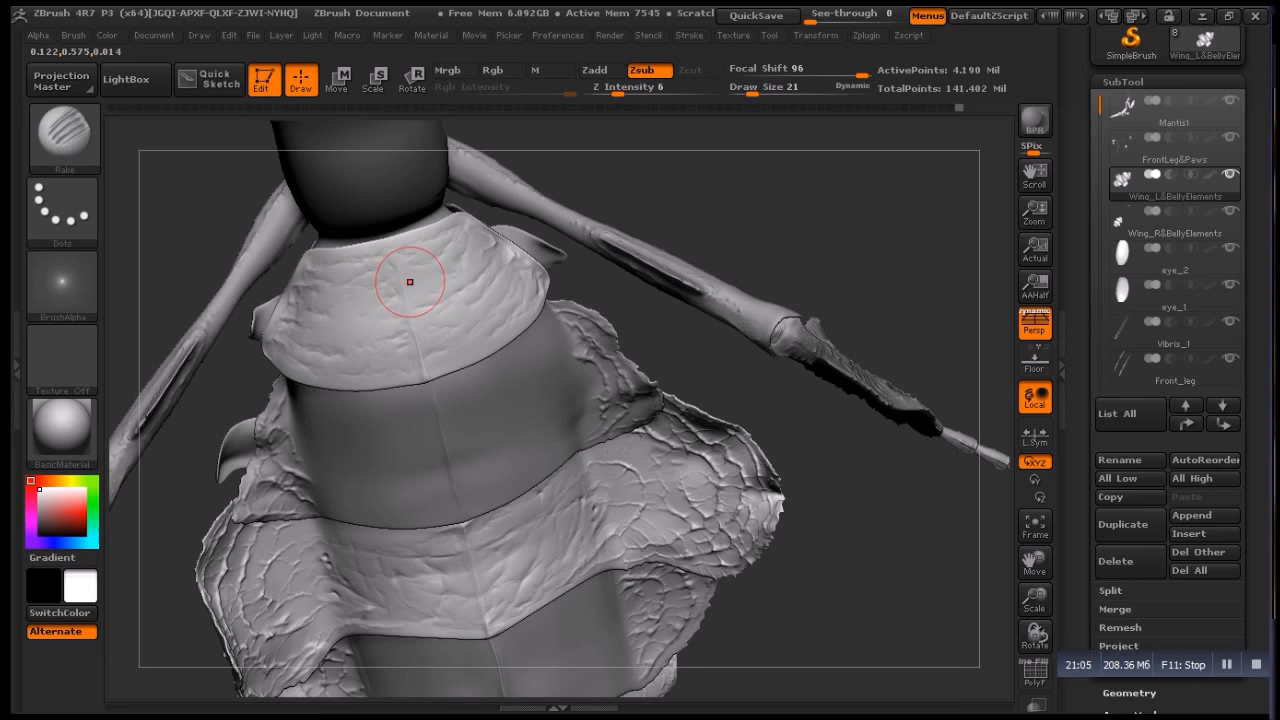 ZBrush 4R7 P3 (x64)[JGQI-APXF-QLXF-ZJWI-NYHQ] ZBrush Document ● Free Mem 6.092GB ● Active Mem 7545 ● Scratcl QuickSave See-through 0 Menus DefaultZScript
Alpha Brush Color Document Draw Edit File Layer Light Macro Marker Material Movie Picker Preferences Render Stencil Stroke Texture Tool Transform Zplugin Zscript
0.122,0.575,0.014
Projection Master
LightBox
Quick Sketch
Edit
Draw
Move
Scale
Rotate
Mrgb Rgb M
Rgb Intensity
Zadd Zsub Zcut
Z Intensity 6
Focal Shift 96
Draw Size 21 Dynamic
ActivePoints: 4.190 Mil
TotalPoints: 141.402 Mil
Rake
Dots
BrushAlpha
Texture Off
BasicMaterial
Gradient
SwitchColor
Alternate
BPR
SPix
Scroll
Zoom
Actual
AAHalf
Persp
Floor
Local
L.Sym
XYZ
Frame
Move
Scale
Rotate
PolyF
SimpleBrush
8
Wing_L&BellyEler
SubTool
Mantis1
FrontLeg&Paws
Wing_L&BellyElements
Wing_R&BellyElements
eye_2
eye_1
Vibris_1
Front_leg
List All
Rename AutoReorder
All Low All High
Copy Paste
Duplicate Append
Insert
Delete Del Other
Del All
Split
Merge
Remesh
Project
21:05 208.36 Мб F11: Stop
Geometry